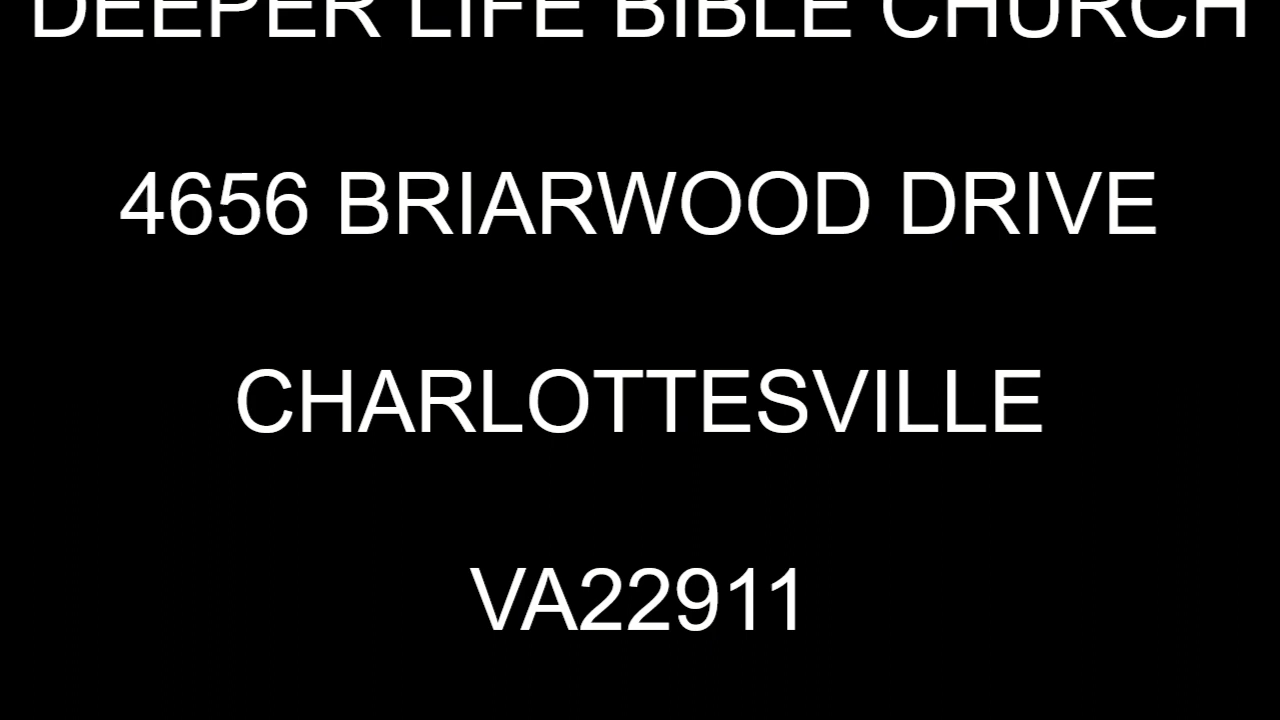 DEEPER LIFE BIBLE CHURCH
4656 BRIARWOOD DRIVE
CHARLOTTESVILLE
VA22911